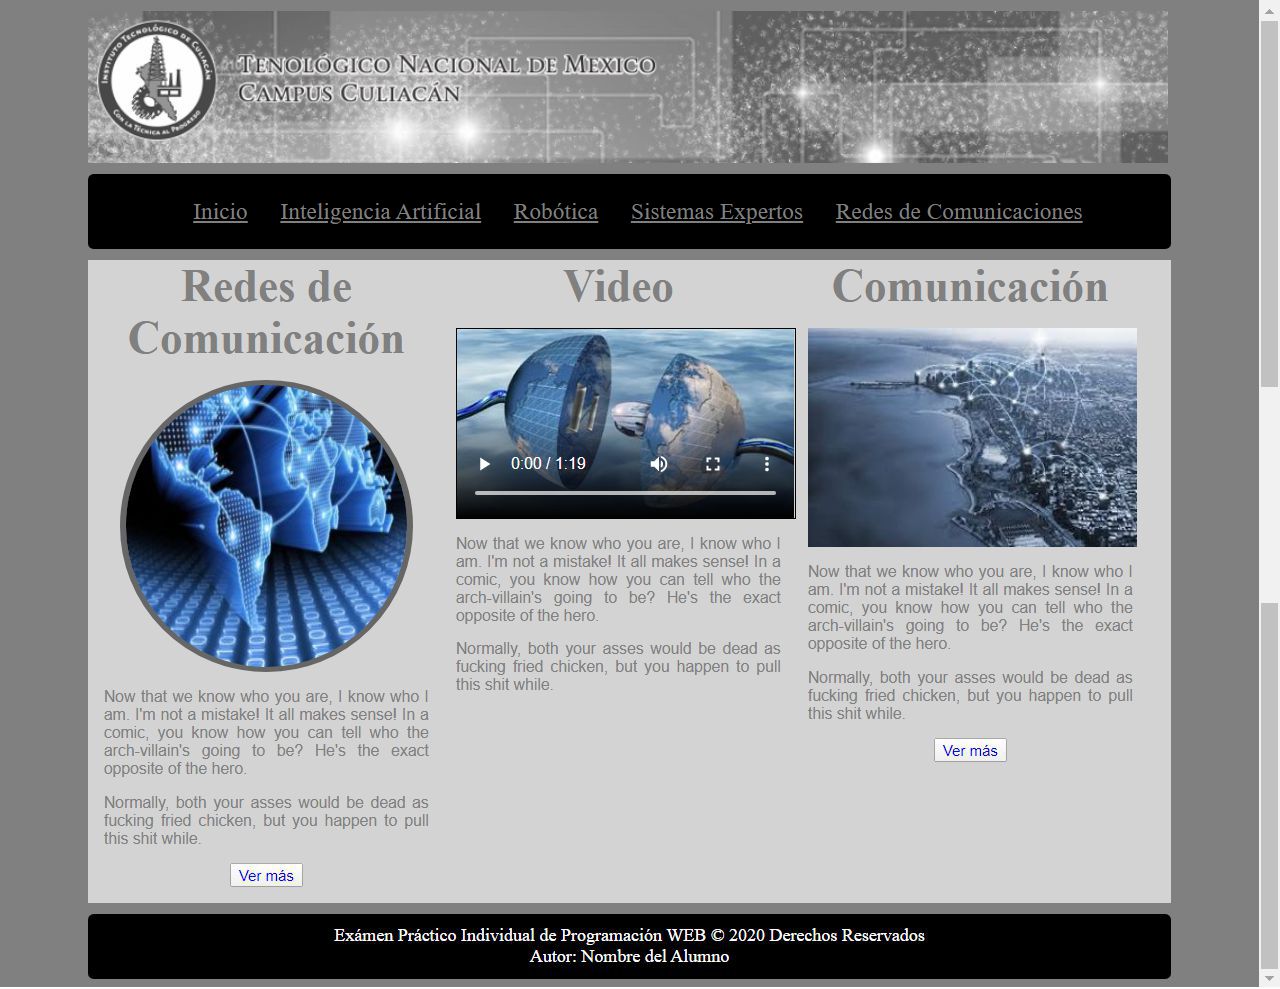 INSTITUTO TECNOLÓGICO DE CULIACÁN
CON LA TÉCNICA AL PROGRESO
TENOLÓGICO NACIONAL DE MEXICO
CAMPUS CULIACÁN
Inicio Inteligencia Artificial Robótica Sistemas Expertos Redes de Comunicaciones
Redes de
Comunicación
Now that we know who you are, I know who I
am. I'm not a mistake! It all makes sense! In a
comic, you know how you can tell who the
arch-villain's going to be? He's the exact
opposite of the hero.
Normally, both your asses would be dead as
fucking fried chicken, but you happen to pull
this shit while.
Ver más
Video
0:00 / 1:19
Now that we know who you are, I know who I
am. I'm not a mistake! It all makes sense! In a
comic, you know how you can tell who the
arch-villain's going to be? He's the exact
opposite of the hero.
Normally, both your asses would be dead as
fucking fried chicken, but you happen to pull
this shit while.
Comunicación
Now that we know who you are, I know who I
am. I'm not a mistake! It all makes sense! In a
comic, you know how you can tell who the
arch-villain's going to be? He's the exact
opposite of the hero.
Normally, both your asses would be dead as
fucking fried chicken, but you happen to pull
this shit while.
Ver más
Exámen Práctico Individual de Programación WEB © 2020 Derechos Reservados
Autor: Nombre del Alumno